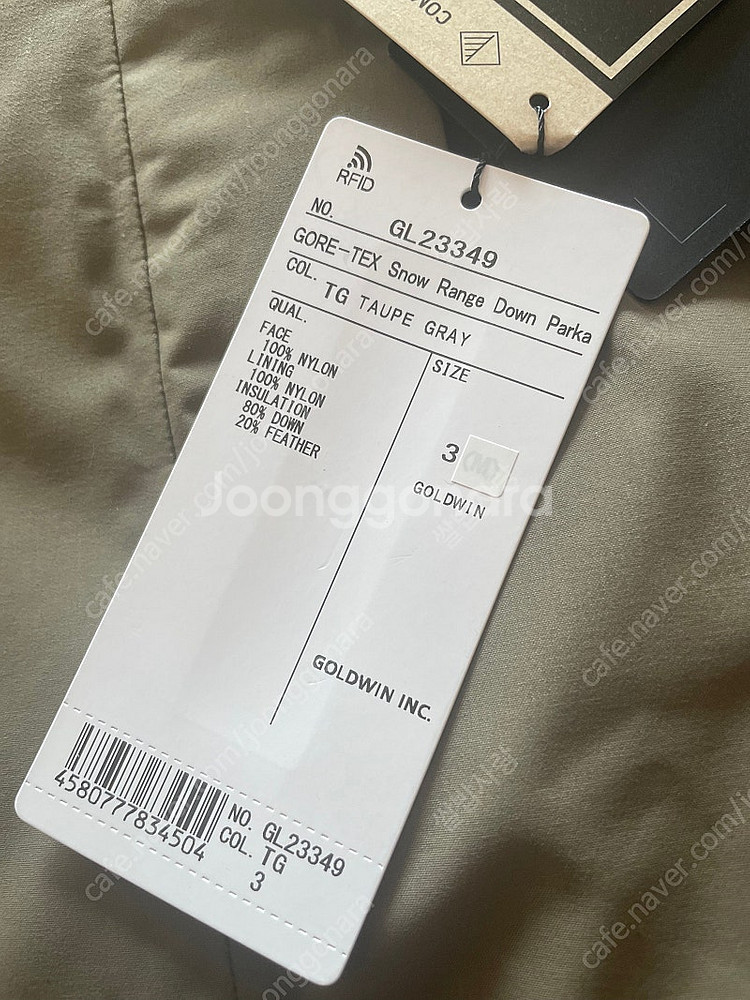 CON
RFID
NO. GL23349
GORE-TEX Snow Range Down Parka
COL. TG TAUPE GRAY
QUAL.
FACE
100% NYLON
LINING
100% NYLON
INSULATION
80% DOWN
20% FEATHER
SIZE
3 (M)
GOLDWIN
GOLDWIN INC.
4580777834504
NO. GL23349
COL. TG
3
Joonggonara
cafe.naver.com/joonggonara